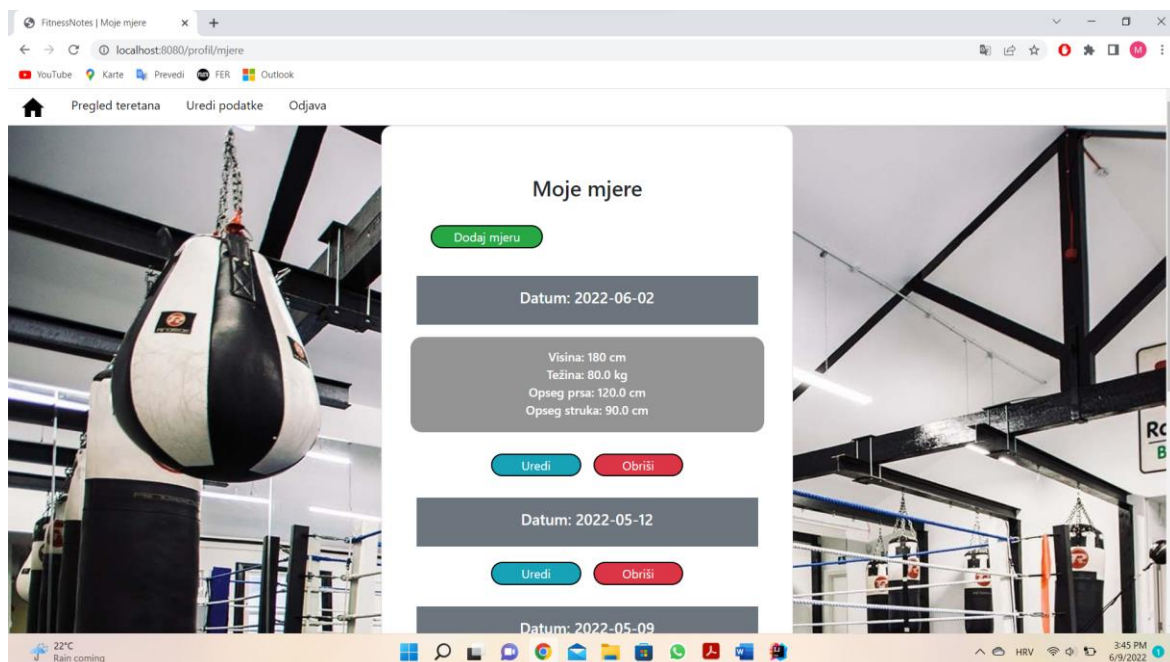 FitnessNotes | Moje mjere
localhost:8080/profil/mjere
M
YouTube
Karte
Prevedi
FER
Outlook
Pregled teretana
Uredi podatke
Odjava
Moje mjere
Dodaj mjeru
Datum: 2022-06-02
Visina: 180 cm
Težina: 80.0 kg
Opseg prsa: 120.0 cm
Opseg struka: 90.0 cm
Uredi
Obriši
Datum: 2022-05-12
Uredi
Obriši
Datum: 2022-05-09
22°C
Rain coming
HRV
3:45 PM
6/9/2022
1